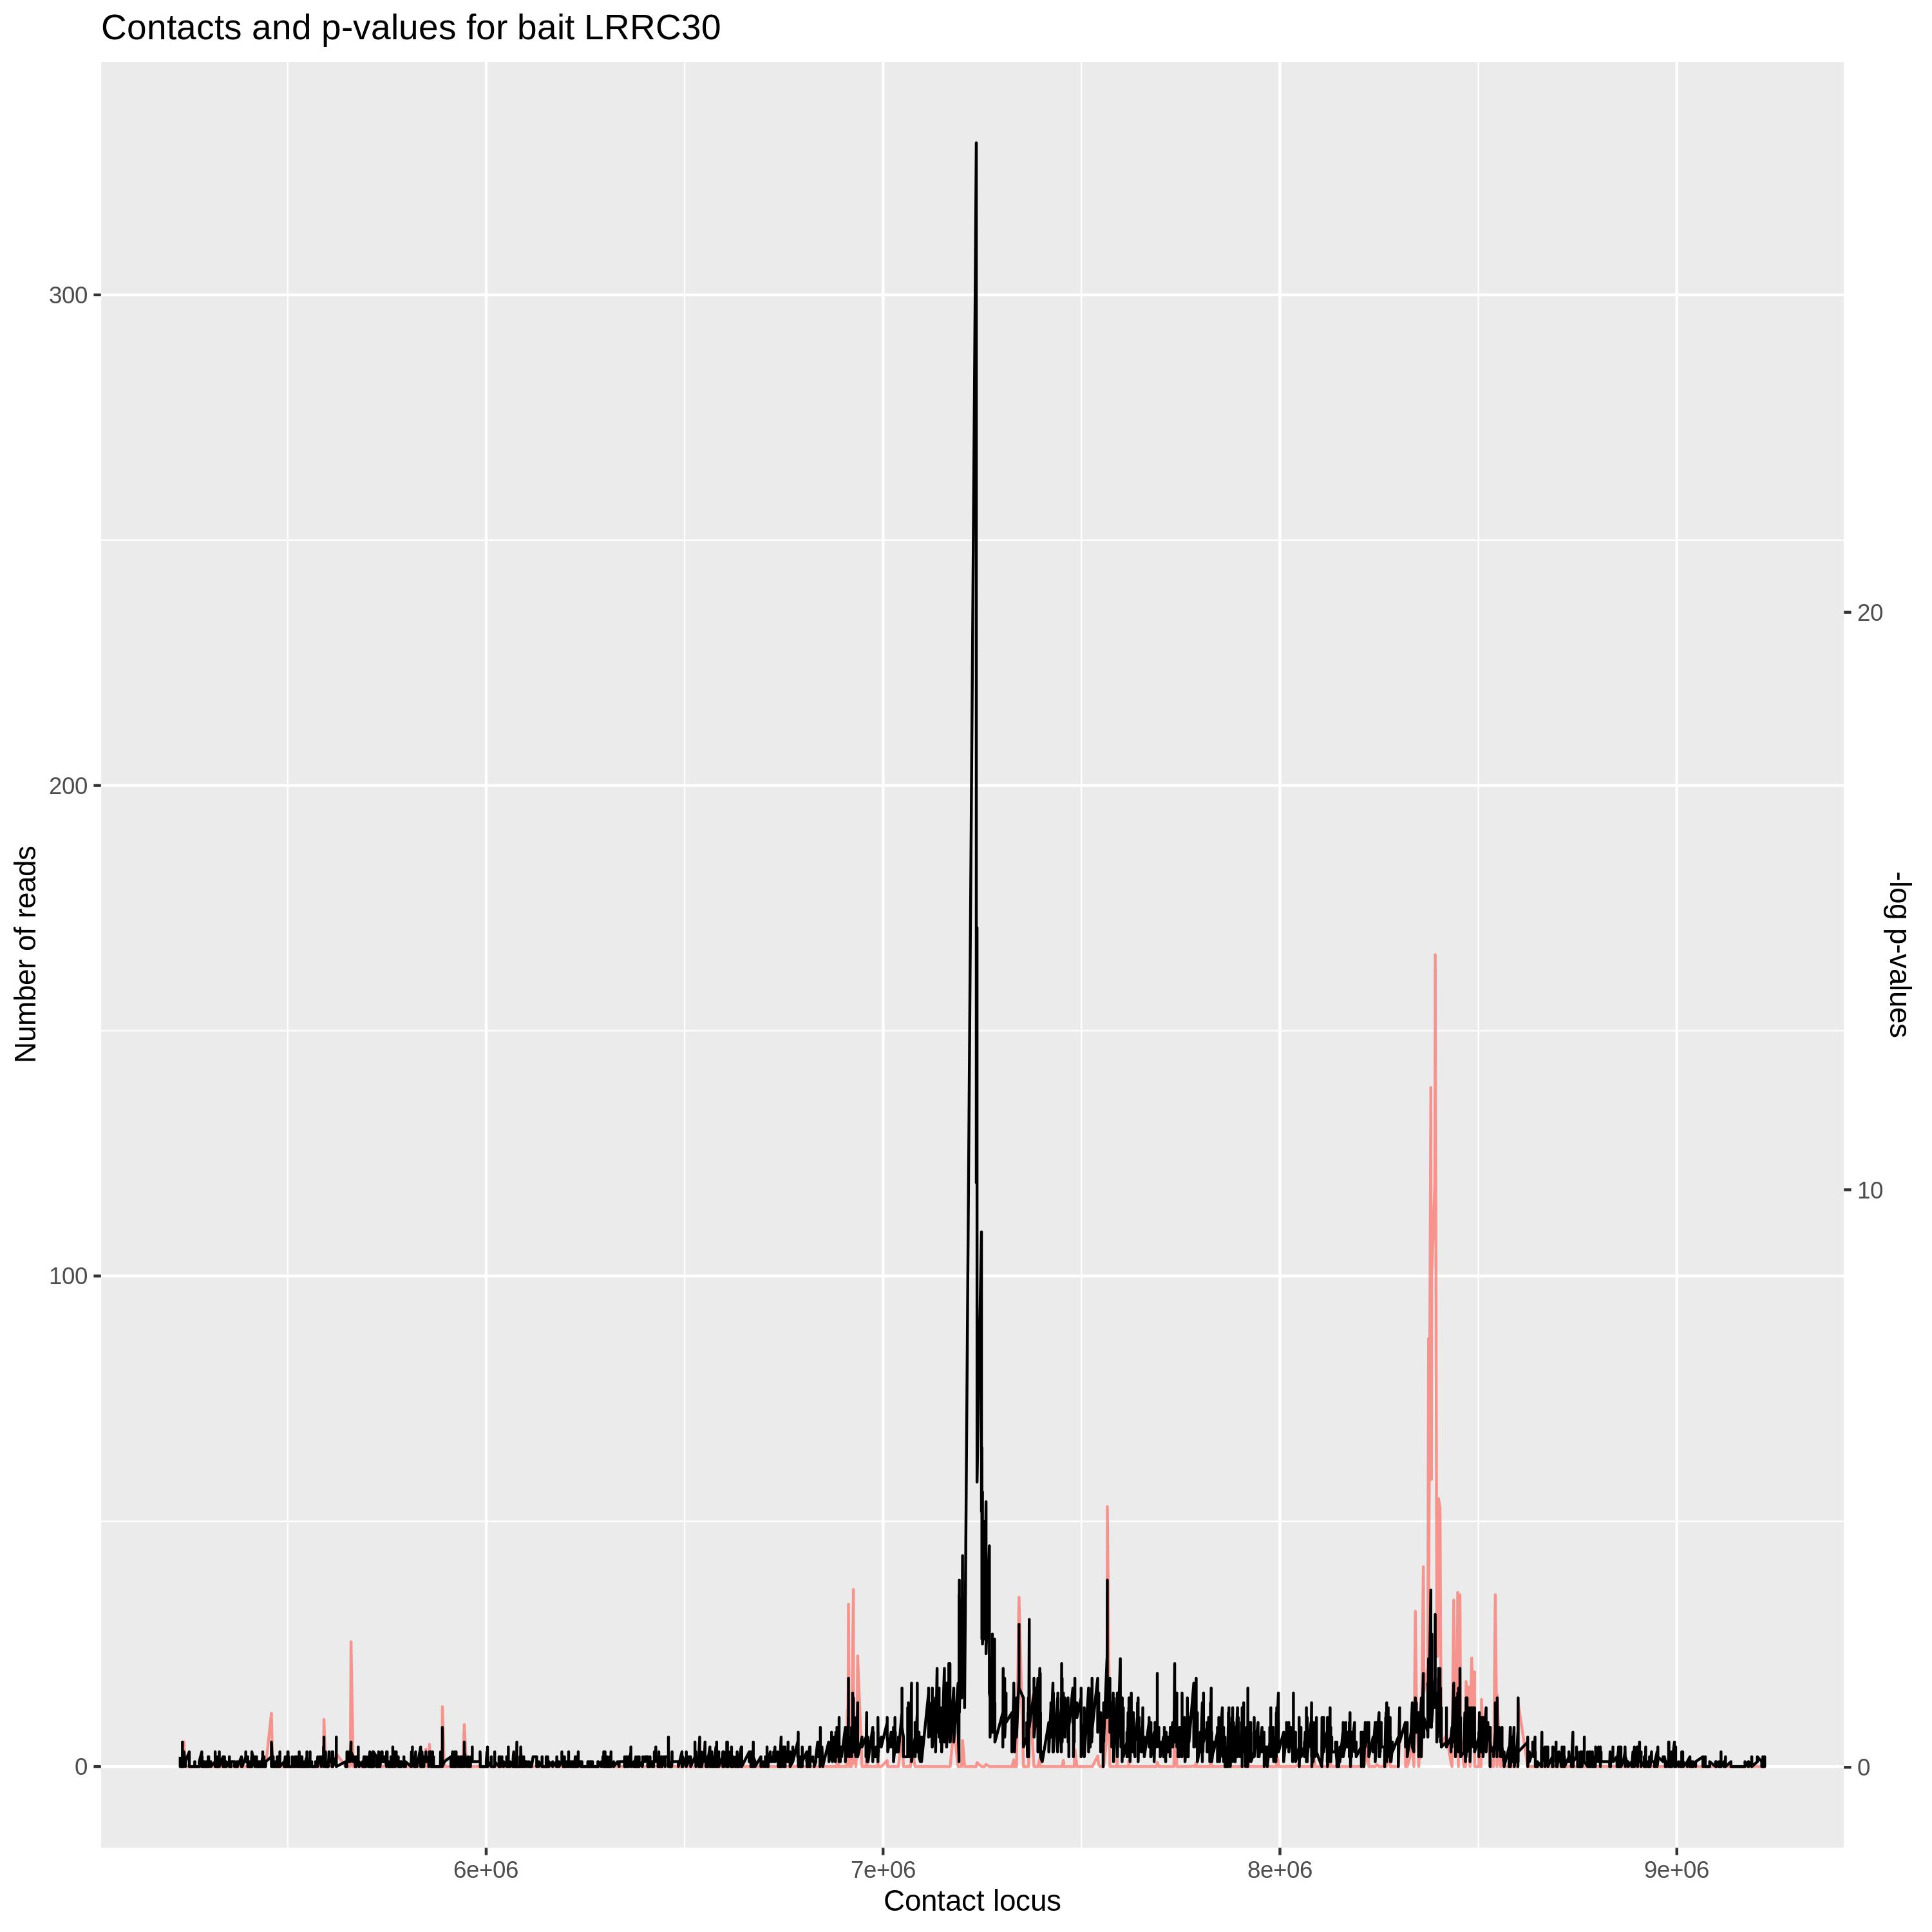 Contacts and p-values for bait LRRC30
Number of reads
300
200
100
0
20
10
0
-log p-values
6e+06
7e+06
8e+06
9e+06
Contact locus